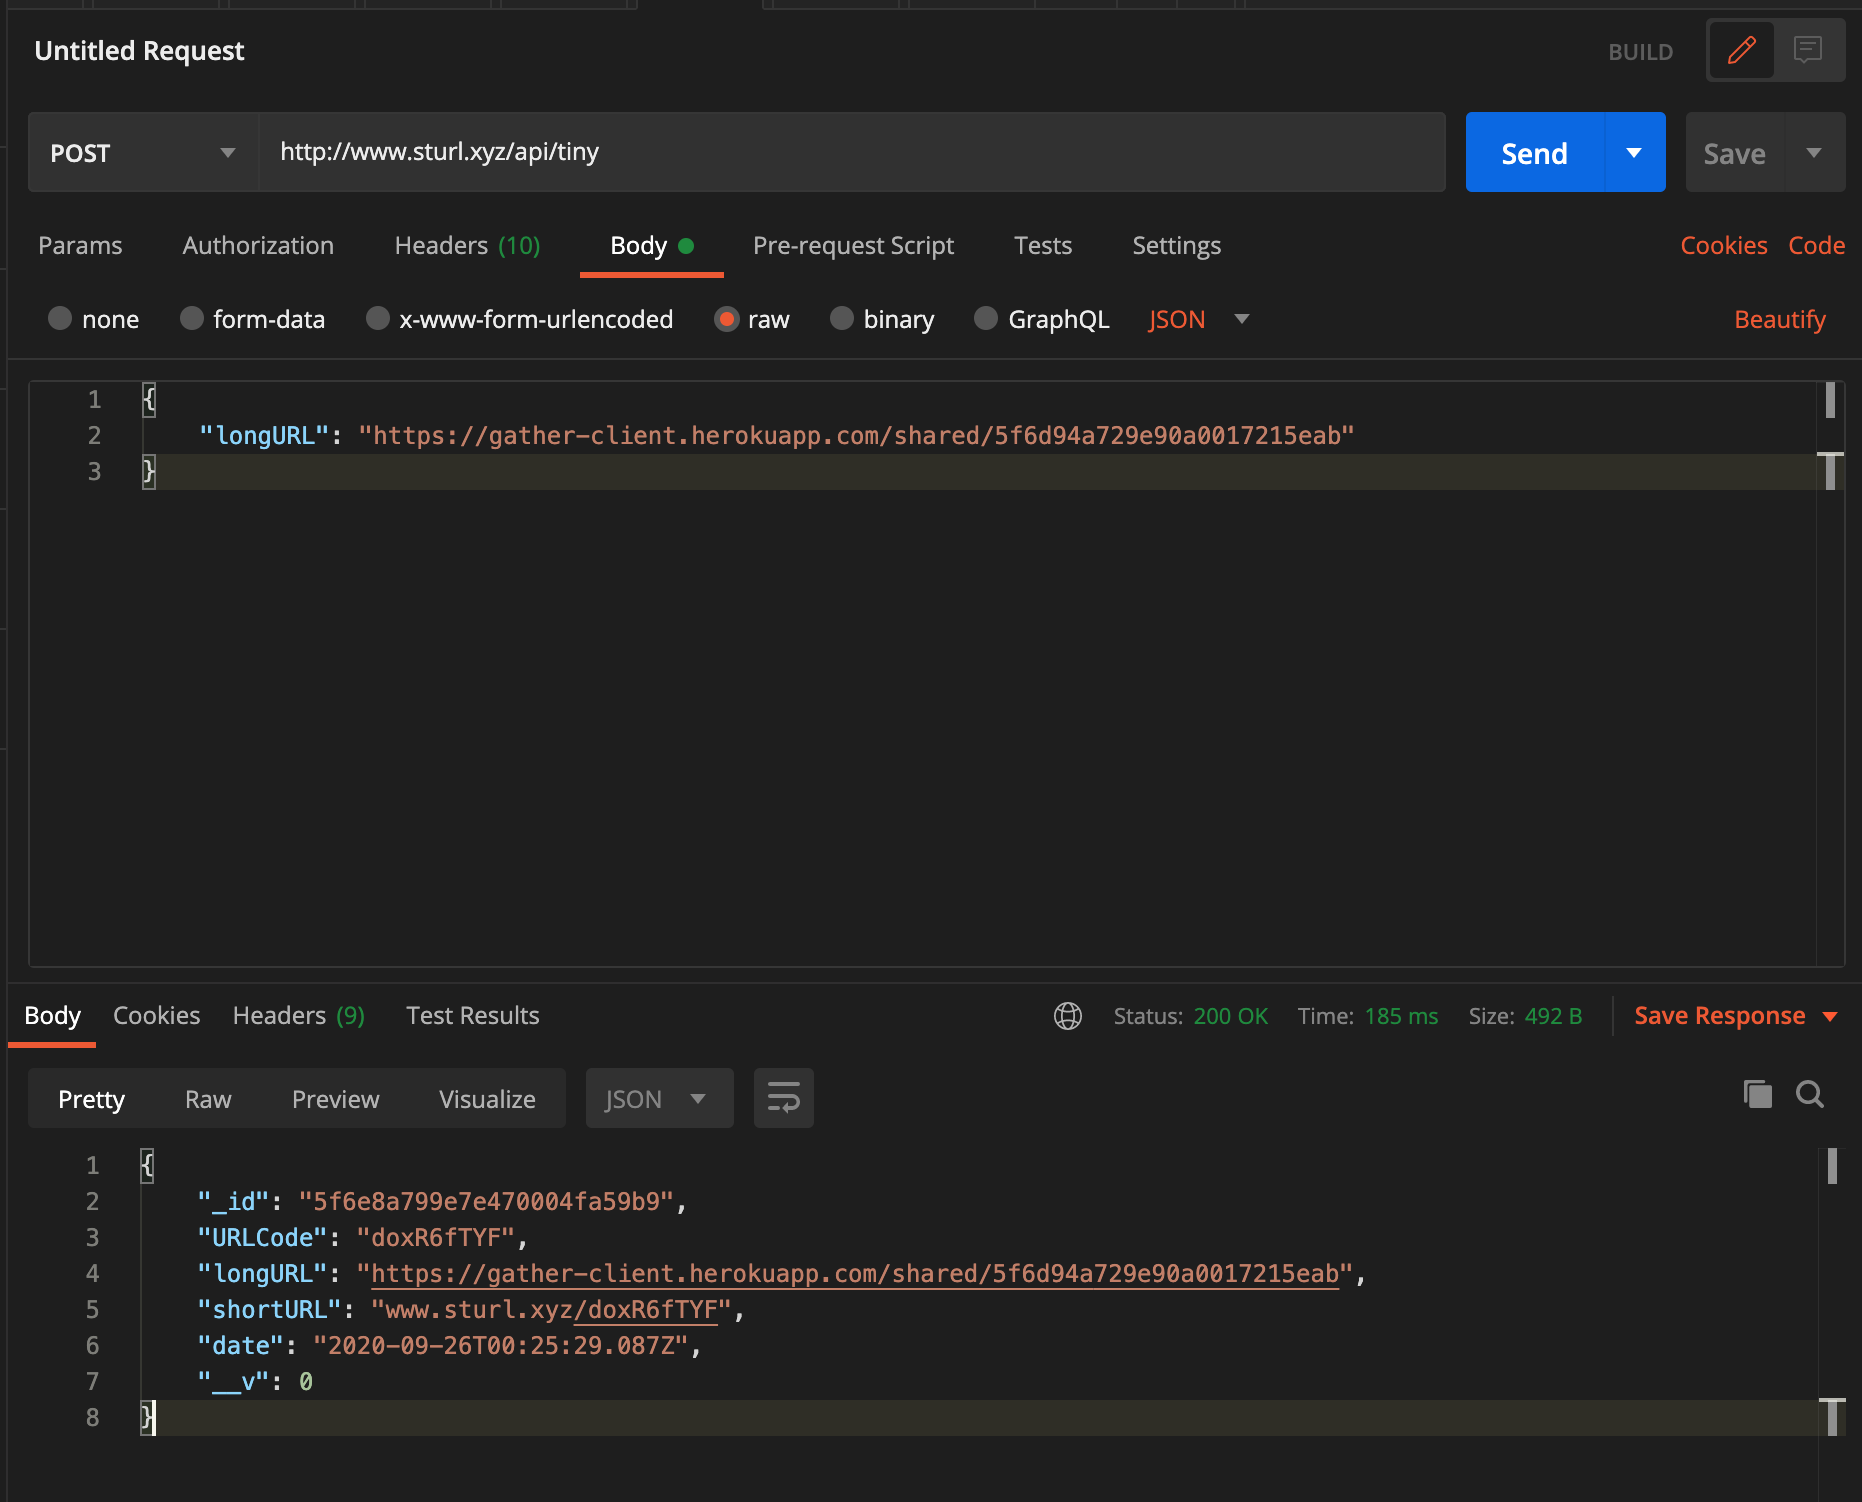 Untitled Request
BUILD
POST http://www.sturl.xyz/api/tiny Send Save
Params Authorization Headers (10) Body Pre-request Script Tests Settings Cookies Code
none form-data x-www-form-urlencoded raw binary GraphQL JSON Beautify
1 {
2 "longURL": "https://gather-client.herokuapp.com/shared/5f6d94a729e90a0017215eab"
3 }
Body Cookies Headers (9) Test Results Status: 200 OK Time: 185 ms Size: 492 B Save Response
Pretty Raw Preview Visualize JSON
1 {
2 "_id": "5f6e8a799e7e470004fa59b9",
3 "URLCode": "doxR6fTYF",
4 "longURL": "https://gather-client.herokuapp.com/shared/5f6d94a729e90a0017215eab",
5 "shortURL": "www.sturl.xyz/doxR6fTYF",
6 "date": "2020-09-26T00:25:29.087Z",
7 "__v": 0
8 }